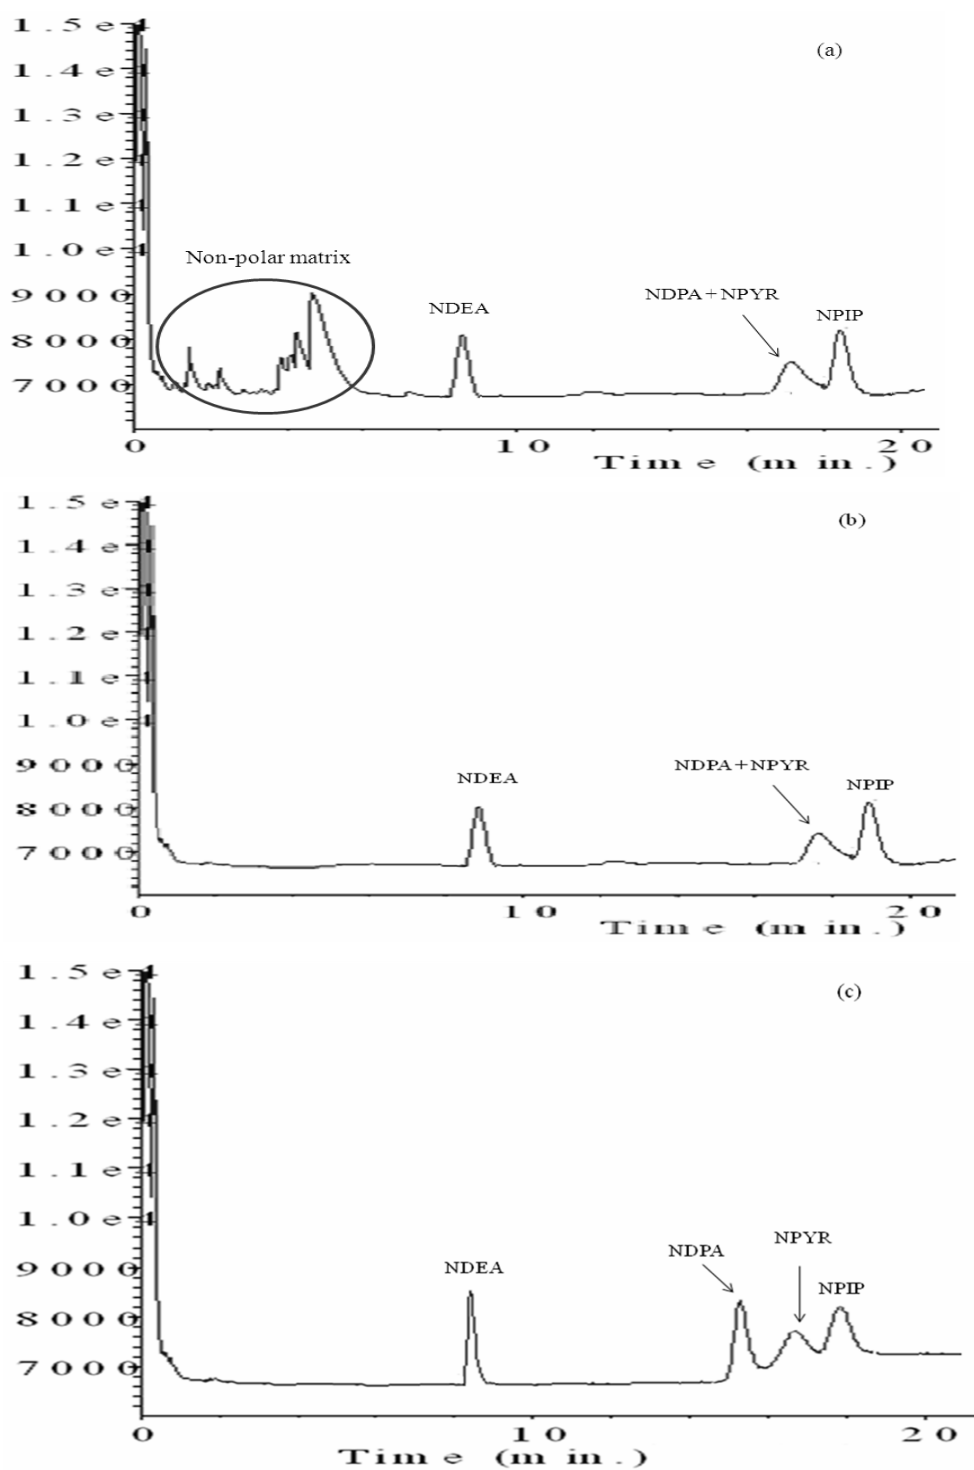 1.5e4
(a)
1.4e4
1.3e4
1.2e4
1.1e4
1.0e4
Non-polar matrix
9000
NDEA
NDPA+NPYR
NPIP
8000
7000
0 10 20
Time (min.)
1.5e4
(b)
1.4e4
1.3e4
1.2e4
1.1e4
1.0e4
9000
NDEA
NDPA+NPYR
NPIP
8000
7000
0 10 20
Time (min.)
1.5e4
(c)
1.4e4
1.3e4
1.2e4
1.1e4
1.0e4
NPYR
NDPA
9000
NDEA
NPIP
8000
7000
0 10 20
Time (min.)